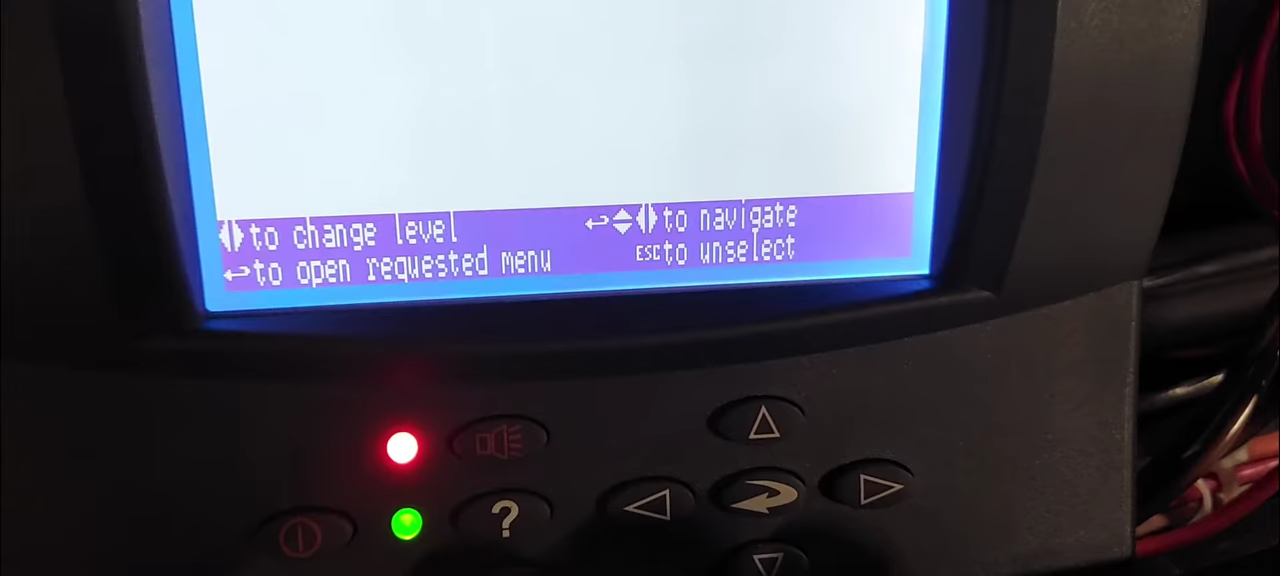 to change level
to navigate
to open requested menu
ESC to unselect
?